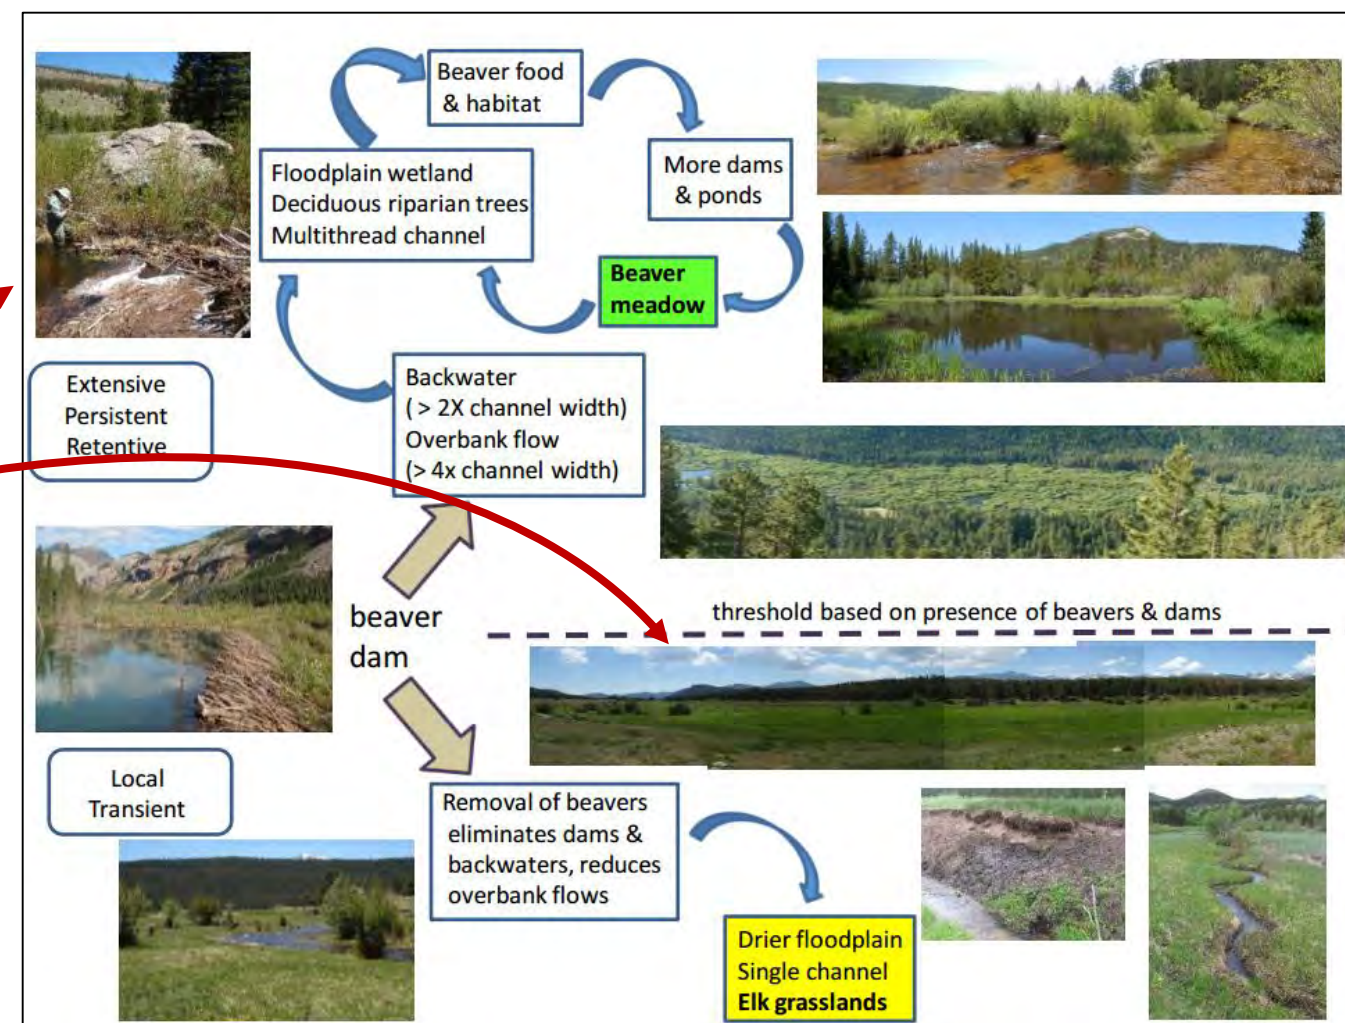 Beaver food
& habitat
Floodplain wetland
Deciduous riparian trees
Multithread channel
More dams
& ponds
Beaver
meadow
Extensive
Persistent
Retentive
Backwater
( > 2X channel width)
Overbank flow
(> 4x channel width)
threshold based on presence of beavers & dams
beaver
dam
Local
Transient
Removal of beavers
eliminates dams &
backwaters, reduces
overbank flows
Drier floodplain
Single channel
Elk grasslands